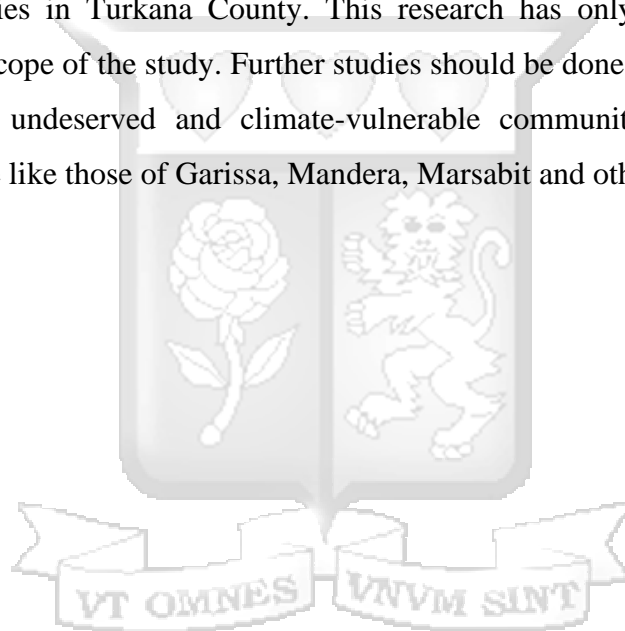 ies in Turkana County. This research has only
cope of the study. Further studies should be done
undeserved and climate-vulnerable communit
like those of Garissa, Mandera, Marsabit and oth
VT OMNES VNVM SINT